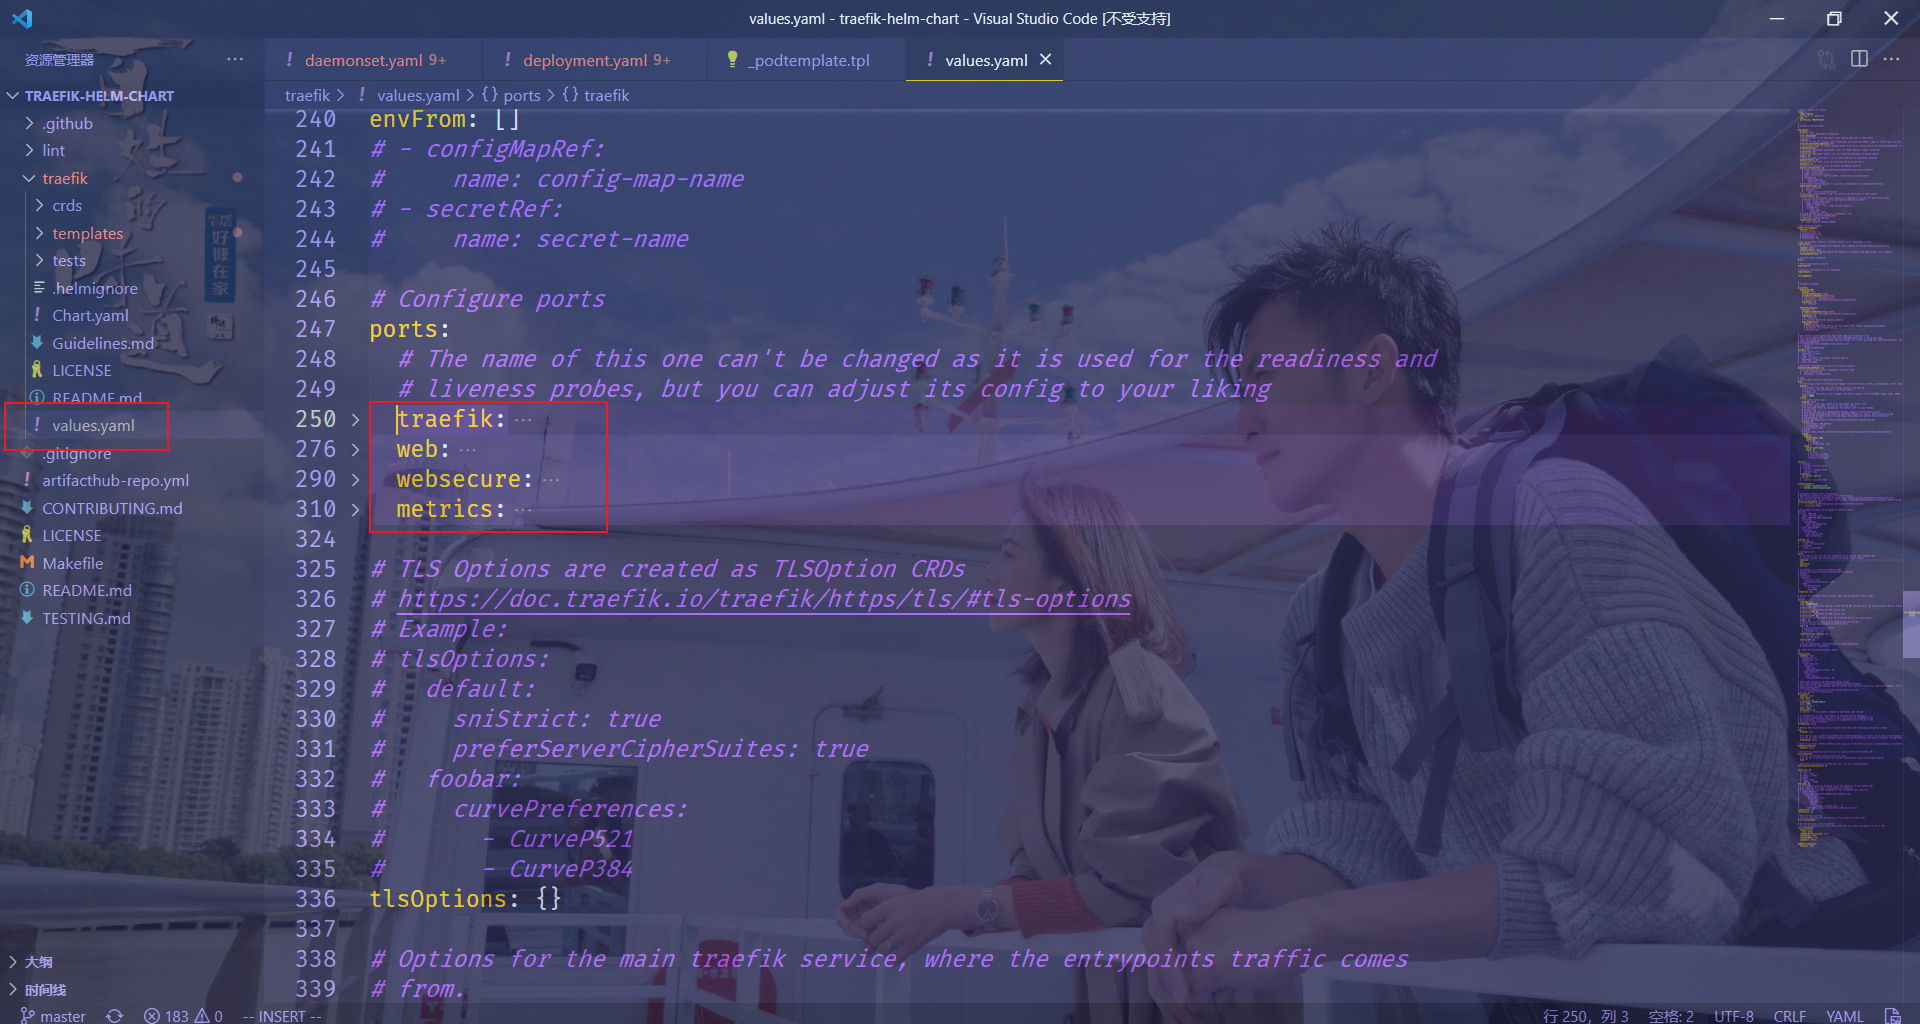 values.yaml - traefik-helm-chart - Visual Studio Code [不受支持]
资源管理器 ···
! daemonset.yaml 9+
! deployment.yaml 9+
_podtemplate.tpl
! values.yaml
TRAEFIK-HELM-CHART
.github
lint
traefik
crds
templates
tests
.helmignore
! Chart.yaml
Guidelines.md
LICENSE
README.md
! values.yaml
.gitignore
! artifacthub-repo.yml
CONTRIBUTING.md
LICENSE
Makefile
README.md
TESTING.md
大纲
时间线
traefik > ! values.yaml > {} ports > {} traefik
240 envFrom: []
241 # - configMapRef:
242 #     name: config-map-name
243 # - secretRef:
244 #     name: secret-name
245
246 # Configure ports
247 ports:
248   # The name of this one can't be changed as it is used for the readiness and
249   # liveness probes, but you can adjust its config to your liking
250 >   traefik: ···
276 >   web: ···
290 >   websecure: ···
310 >   metrics: ···
324
325 # TLS Options are created as TLSOption CRDs
326 # https://doc.traefik.io/traefik/https/tls/#tls-options
327 # Example:
328 # tlsOptions:
329 #   default:
330 #     sniStrict: true
331 #     preferServerCipherSuites: true
332 #   foobar:
333 #     curvePreferences:
334 #       - CurveP521
335 #       - CurveP384
336 tlsOptions: {}
337
338 # Options for the main traefik service, where the entrypoints traffic comes
339 # from.
master 183 0 -- INSERT --
行 250，列 3 空格: 2 UTF-8 CRLF YAML